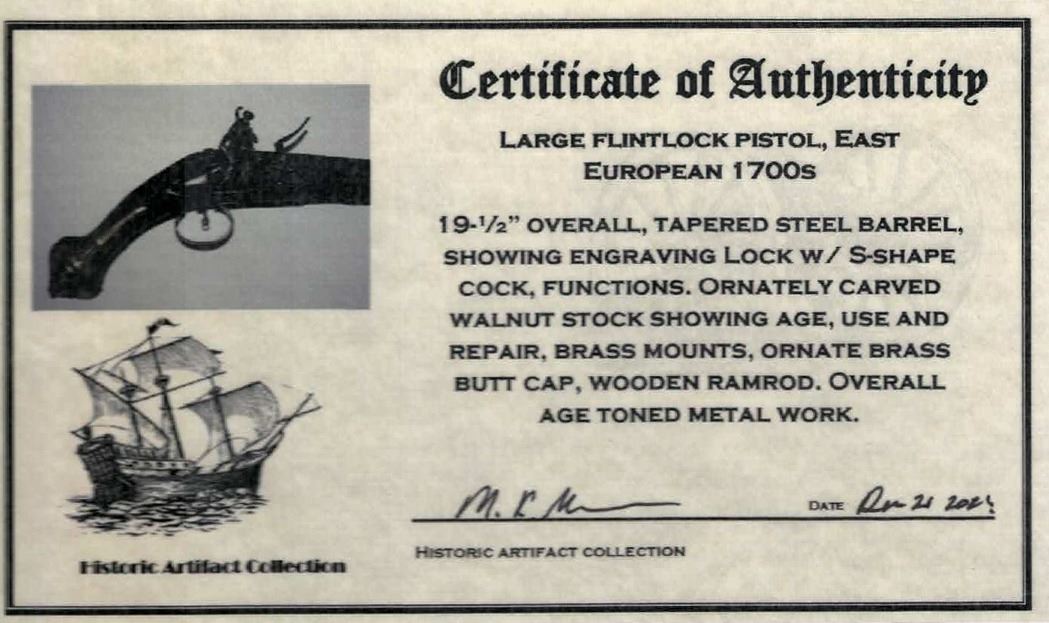 Certificate of Authenticity
LARGE FLINTLOCK PISTOL, EAST
EUROPEAN 1700S
19-½” OVERALL, TAPERED STEEL BARREL,
SHOWING ENGRAVING LOCK W/ S-SHAPE
COCK, FUNCTIONS. ORNATELY CARVED
WALNUT STOCK SHOWING AGE, USE AND
REPAIR, BRASS MOUNTS, ORNATE BRASS
BUTT CAP, WOODEN RAMROD. OVERALL
AGE TONED METAL WORK.
DATE 21
HISTORIC ARTIFACT COLLECTION
Historic Artifact Collection